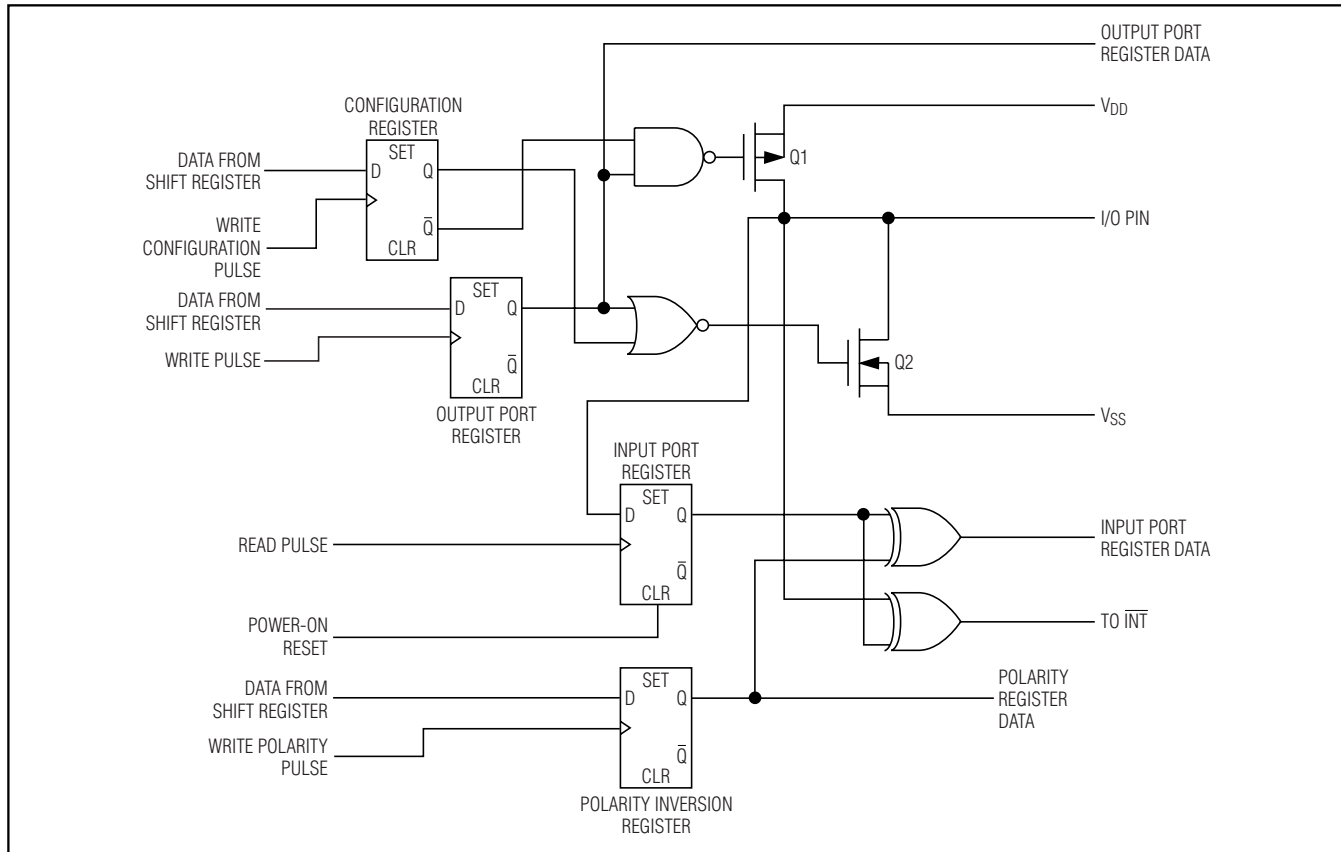 OUTPUT PORT
REGISTER DATA
CONFIGURATION
REGISTER
V_DD
SET
DATA FROM
SHIFT REGISTER
D
Q
Q1
WRITE
CONFIGURATION
PULSE
Q̅
CLR
I/O PIN
DATA FROM
SHIFT REGISTER
SET
D
Q
WRITE PULSE
Q̅
CLR
Q2
OUTPUT PORT
REGISTER
V_SS
INPUT PORT
REGISTER
SET
D
Q
READ PULSE
Q̅
CLR
INPUT PORT
REGISTER DATA
POWER-ON
RESET
TO I̅N̅T̅
DATA FROM
SHIFT REGISTER
SET
D
Q
POLARITY
REGISTER
DATA
WRITE POLARITY
PULSE
Q̅
CLR
POLARITY INVERSION
REGISTER